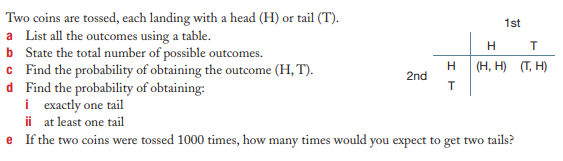 Two coins are tossed, each landing with a head (H) or tail (T).
a List all the outcomes using a table.
b State the total number of possible outcomes.
c Find the probability of obtaining the outcome (H, T).
d Find the probability of obtaining:
i exactly one tail
ii at least one tail
e If the two coins were tossed 1000 times, how many times would you expect to get two tails?
1st
H T
2nd
H (H, H) (T, H)
T